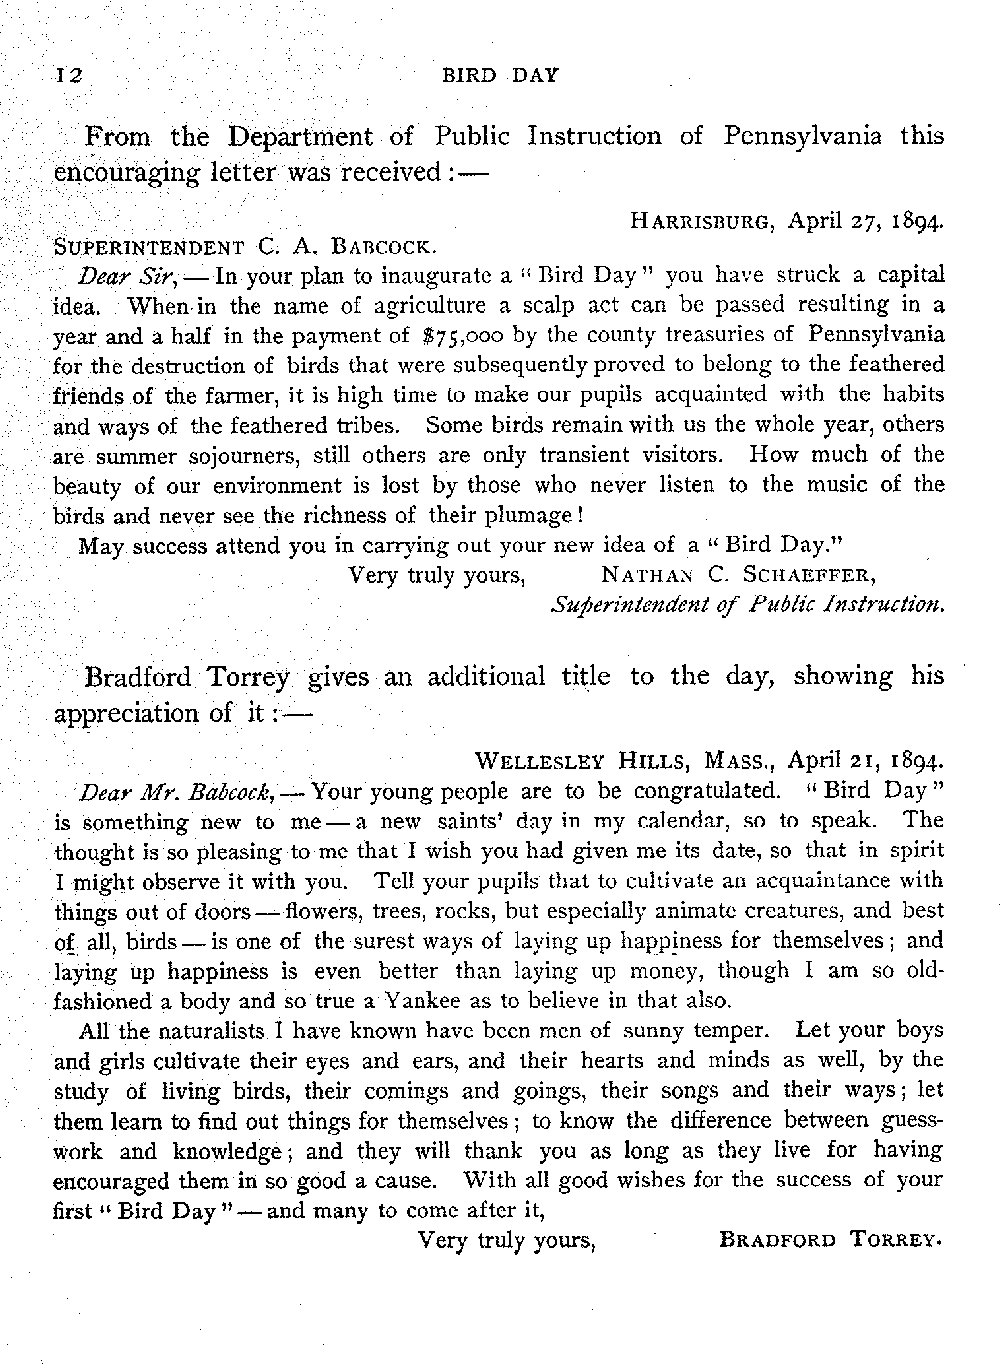 12 BIRD DAY
From the Department of Public Instruction of Pennsylvania this
encouraging letter was received :—
HARRISBURG, April 27, 1894.
SUPERINTENDENT C. A. BABCOCK.
Dear Sir,— In your plan to inaugurate a “ Bird Day ” you have struck a capital
idea. When in the name of agriculture a scalp act can be passed resulting in a
year and a half in the payment of $75,000 by the county treasuries of Pennsylvania
for the destruction of birds that were subsequently proved to belong to the feathered
friends of the farmer, it is high time to make our pupils acquainted with the habits
and ways of the feathered tribes. Some birds remain with us the whole year, others
are summer sojourners, still others are only transient visitors. How much of the
beauty of our environment is lost by those who never listen to the music of the
birds and never see the richness of their plumage !
May success attend you in carrying out your new idea of a “ Bird Day.”
Very truly yours, NATHAN C. SCHAEFFER,
Superintendent of Public Instruction.
Bradford Torrey gives an additional title to the day, showing his
appreciation of it :—
WELLESLEY HILLS, MASS., April 21, 1894.
Dear Mr. Babcock,— Your young people are to be congratulated. “ Bird Day ”
is something new to me — a new saints’ day in my calendar, so to speak. The
thought is so pleasing to me that I wish you had given me its date, so that in spirit
I might observe it with you. Tell your pupils that to cultivate an acquaintance with
things out of doors — flowers, trees, rocks, but especially animate creatures, and best
of all, birds — is one of the surest ways of laying up happiness for themselves ; and
laying up happiness is even better than laying up money, though I am so old-
fashioned a body and so true a Yankee as to believe in that also.
All the naturalists I have known have been men of sunny temper. Let your boys
and girls cultivate their eyes and ears, and their hearts and minds as well, by the
study of living birds, their comings and goings, their songs and their ways ; let
them learn to find out things for themselves ; to know the difference between guess-
work and knowledge ; and they will thank you as long as they live for having
encouraged them in so good a cause. With all good wishes for the success of your
first “ Bird Day ” — and many to come after it,
Very truly yours, BRADFORD TORREY.